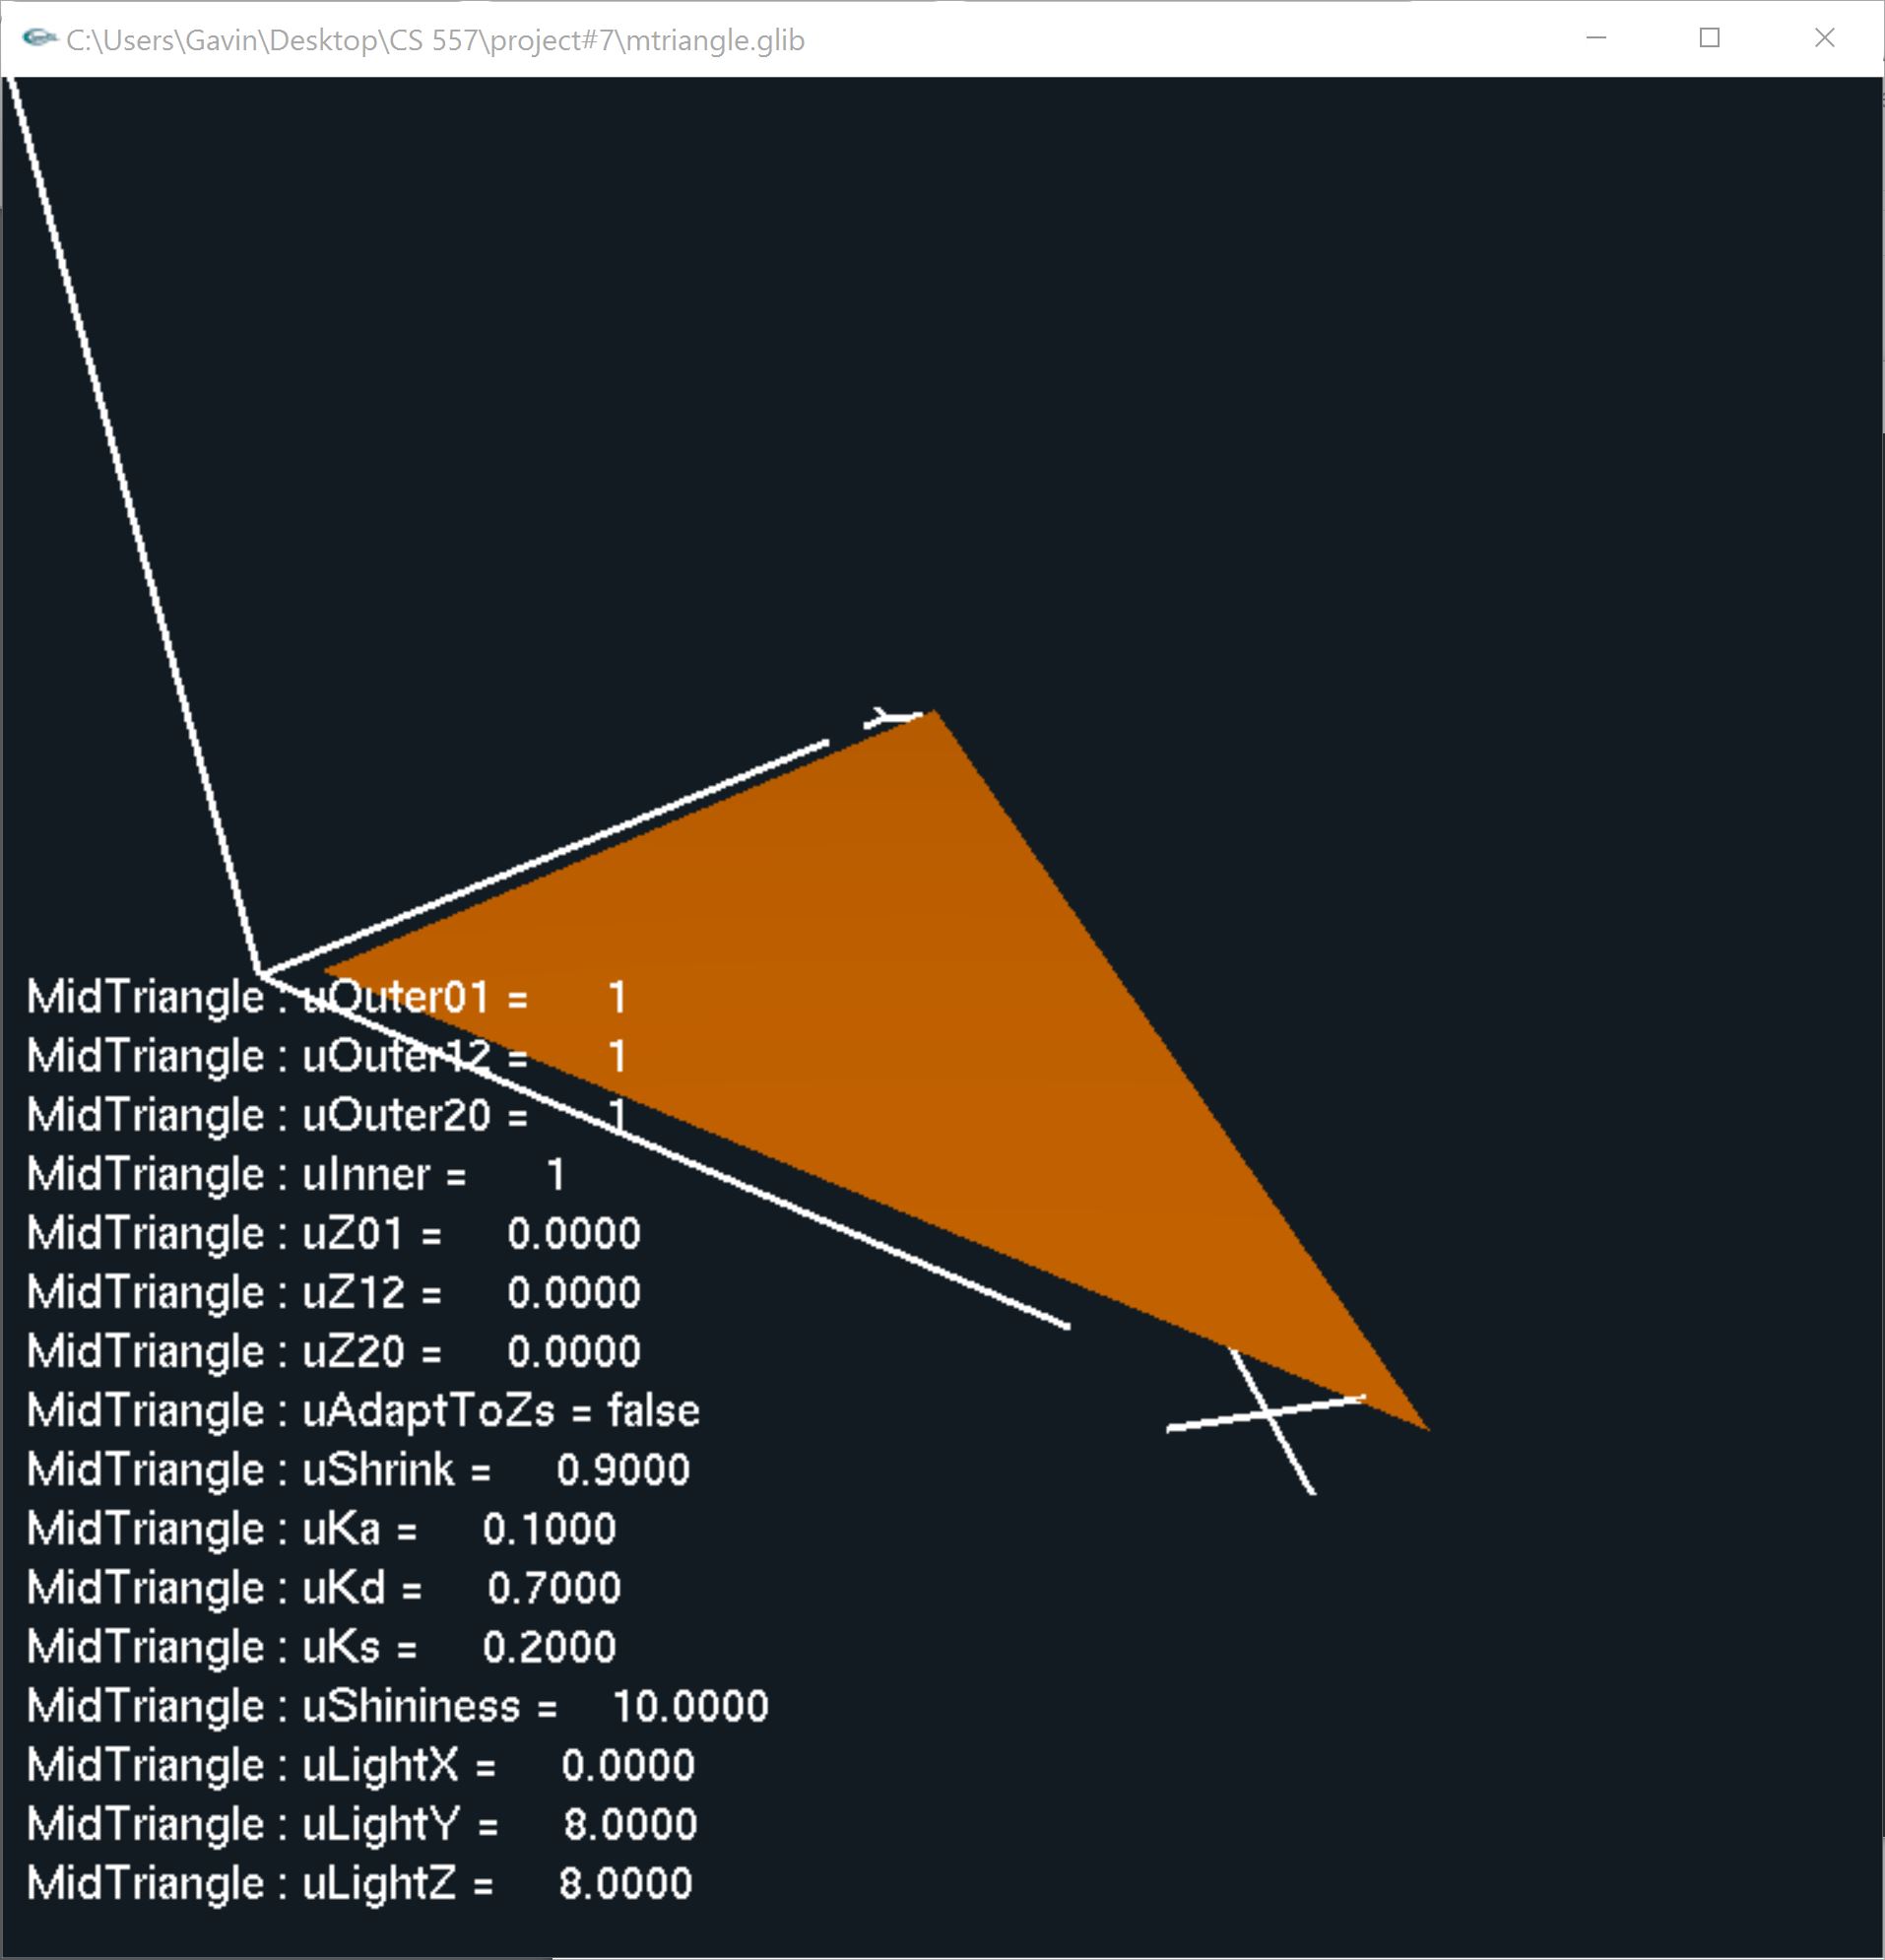 C:\Users\Gavin\Desktop\CS 557\project#7\mtriangle.glib
Y
MidTriangle : uOuter01 = 1
MidTriangle : uOuter12 = 1
MidTriangle : uOuter20 = 1
MidTriangle : uInner = 1
MidTriangle : uZ01 = 0.0000
MidTriangle : uZ12 = 0.0000
MidTriangle : uZ20 = 0.0000
X
MidTriangle : uAdaptToZs = false
MidTriangle : uShrink = 0.9000
MidTriangle : uKa = 0.1000
MidTriangle : uKd = 0.7000
MidTriangle : uKs = 0.2000
MidTriangle : uShininess = 10.0000
MidTriangle : uLightX = 0.0000
MidTriangle : uLightY = 8.0000
MidTriangle : uLightZ = 8.0000